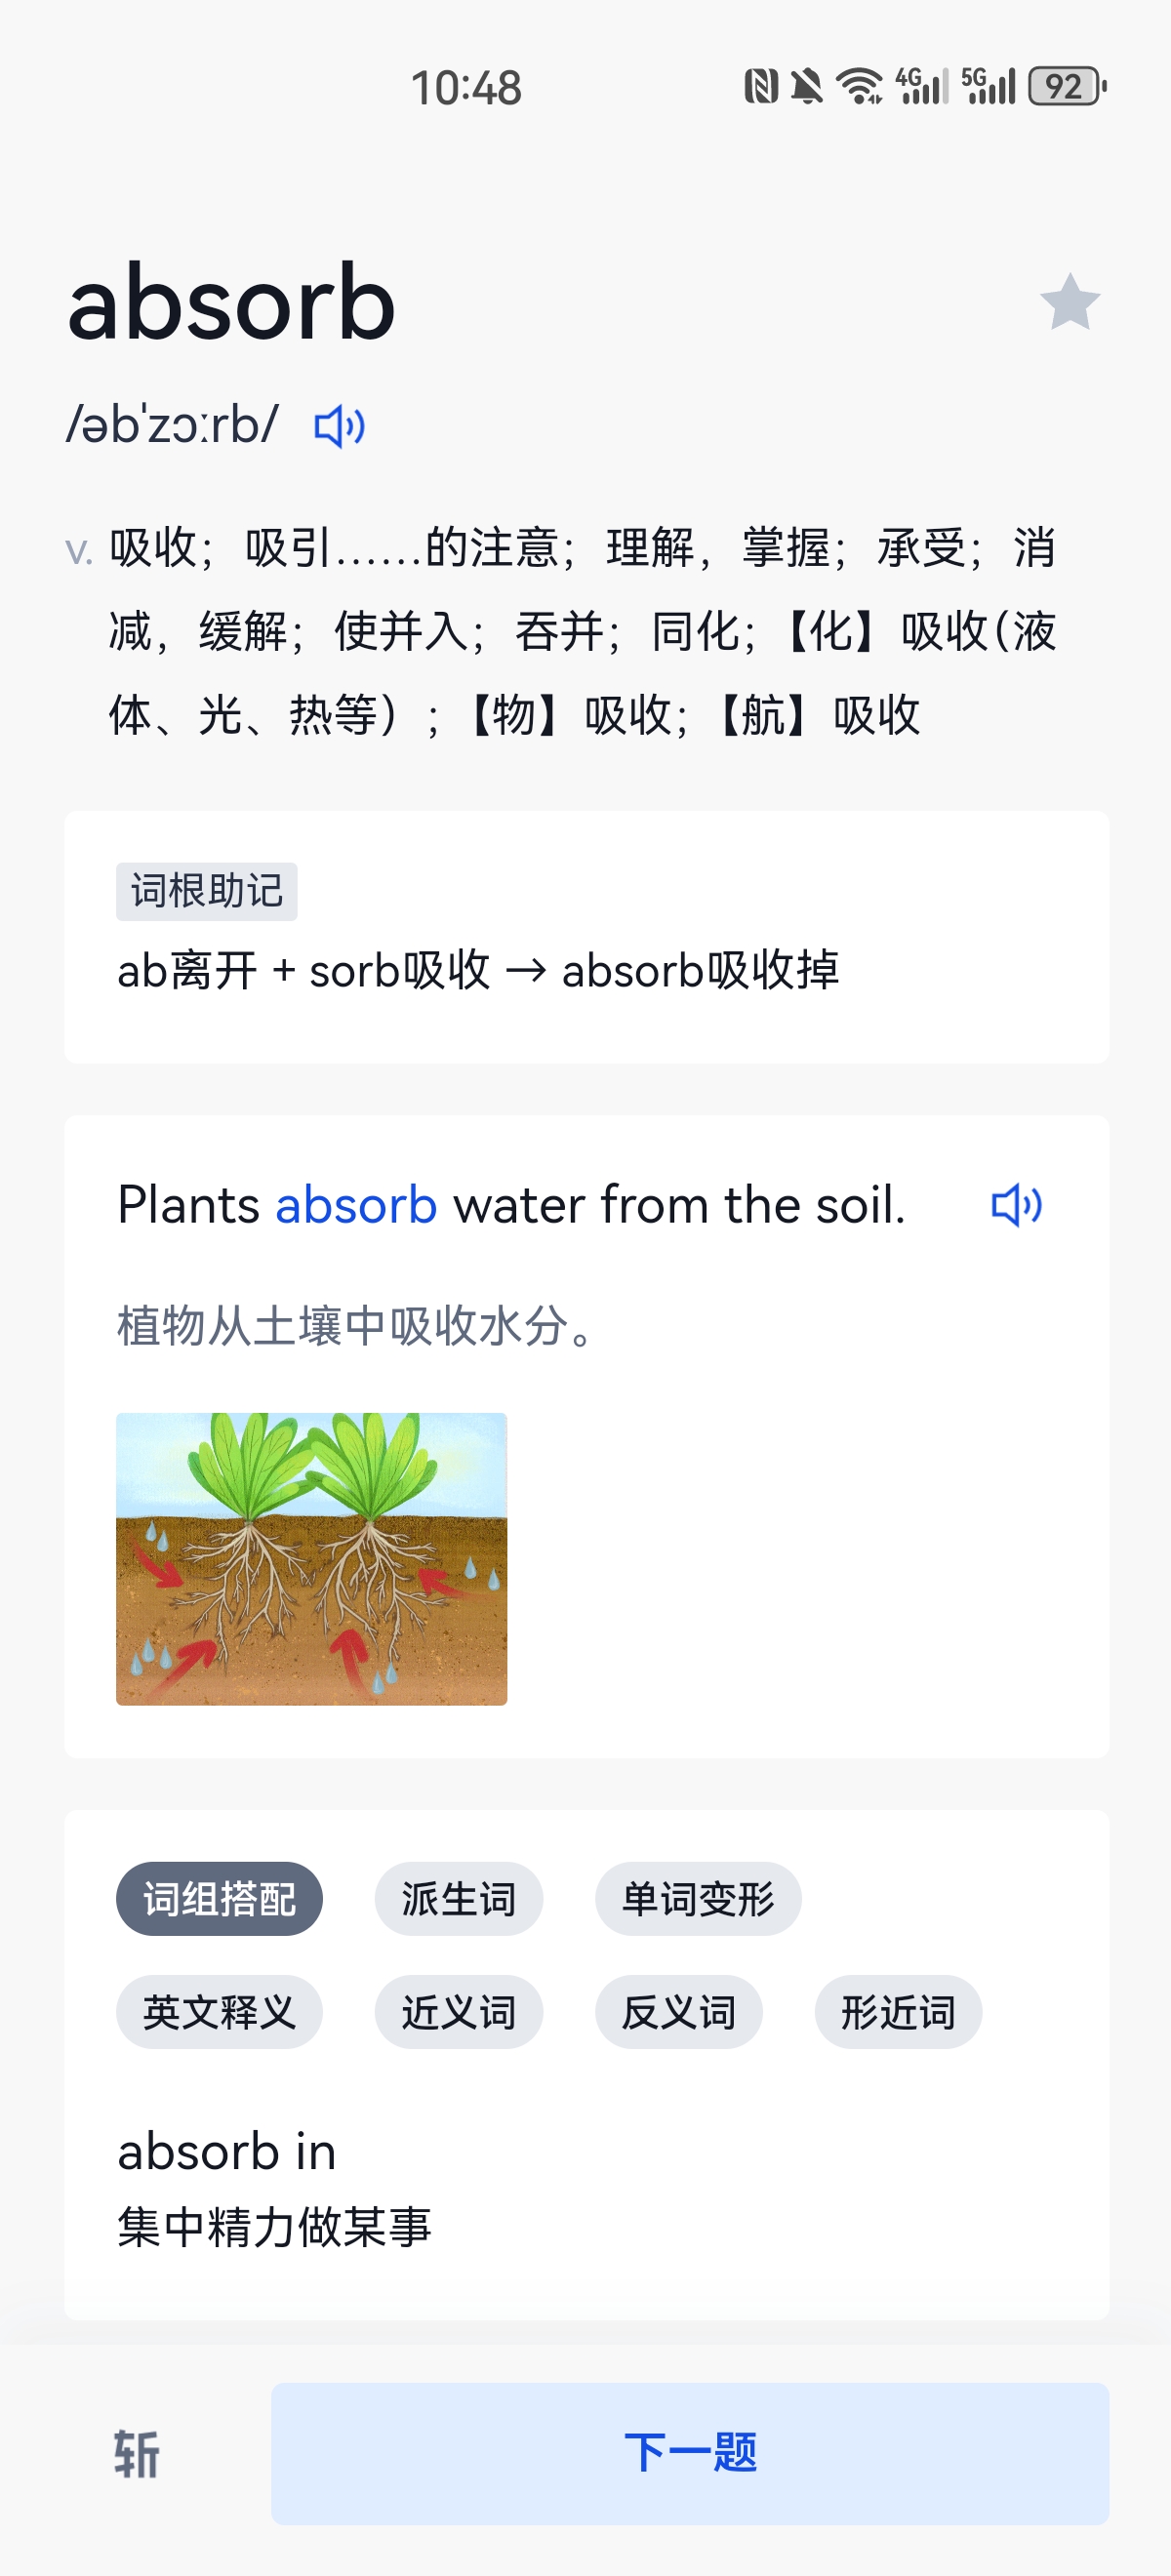 10:48
4G 5G 92
absorb
/əbˈzɔːrb/
v. 吸收；吸引……的注意；理解，掌握；承受；消
减，缓解；使并入；吞并；同化;【化】吸收(液
体、光、热等）;【物】吸收;【航】吸收
词根助记
ab离开 + sorb吸收 → absorb吸收掉
Plants absorb water from the soil.
植物从土壤中吸收水分。
词组搭配 派生词 单词变形
英文释义 近义词 反义词 形近词
absorb in
集中精力做某事
斩 下一题